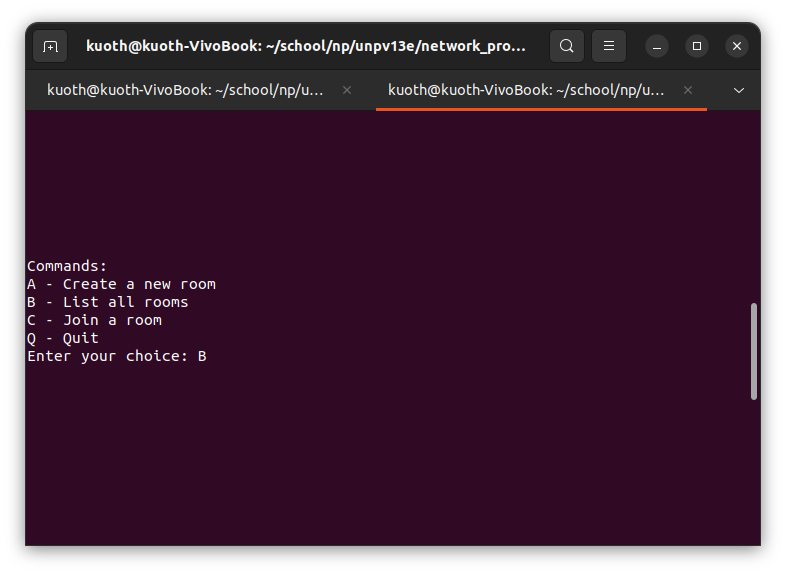 kuoth@kuoth-VivoBook: ~/school/np/unpv13e/network_pro...
kuoth@kuoth-VivoBook: ~/school/np/u...
kuoth@kuoth-VivoBook: ~/school/np/u...
Commands:
A - Create a new room
B - List all rooms
C - Join a room
Q - Quit
Enter your choice: B